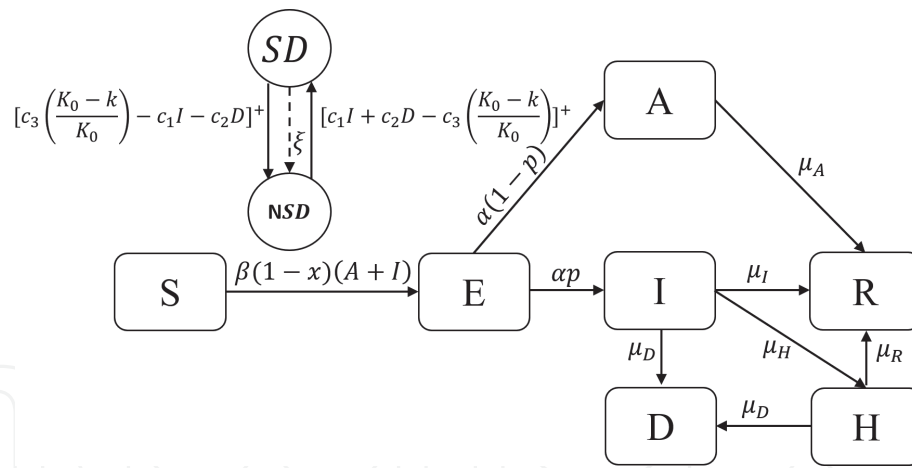 SD
[c₃((K₀ − k)/K₀) − c₁I − c₂D]⁺
ξ
[c₁I + c₂D − c₃((K₀ − k)/K₀)]⁺
NSD
A
α(1 − p)
μ_A
S
β(1 − x)(A + I)
E
αp
I
μ_I
R
μ_D
μ_H
μ_R
D
μ_D
H